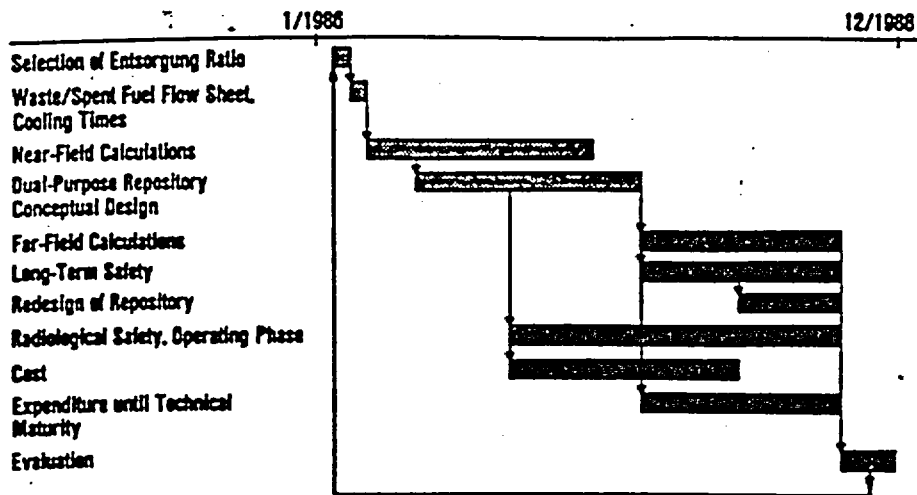 1/1986
12/1988
Selection of Entsorgung Ratio
Waste/Spent Fuel Flow Sheet,
Cooling Times
Near-Field Calculations
Dual-Purpose Repository
Conceptual Design
Far-Field Calculations
Long-Term Safety
Redesign of Repository
Radiological Safety, Operating Phase
Cost
Expenditure until Technical
Maturity
Evaluation